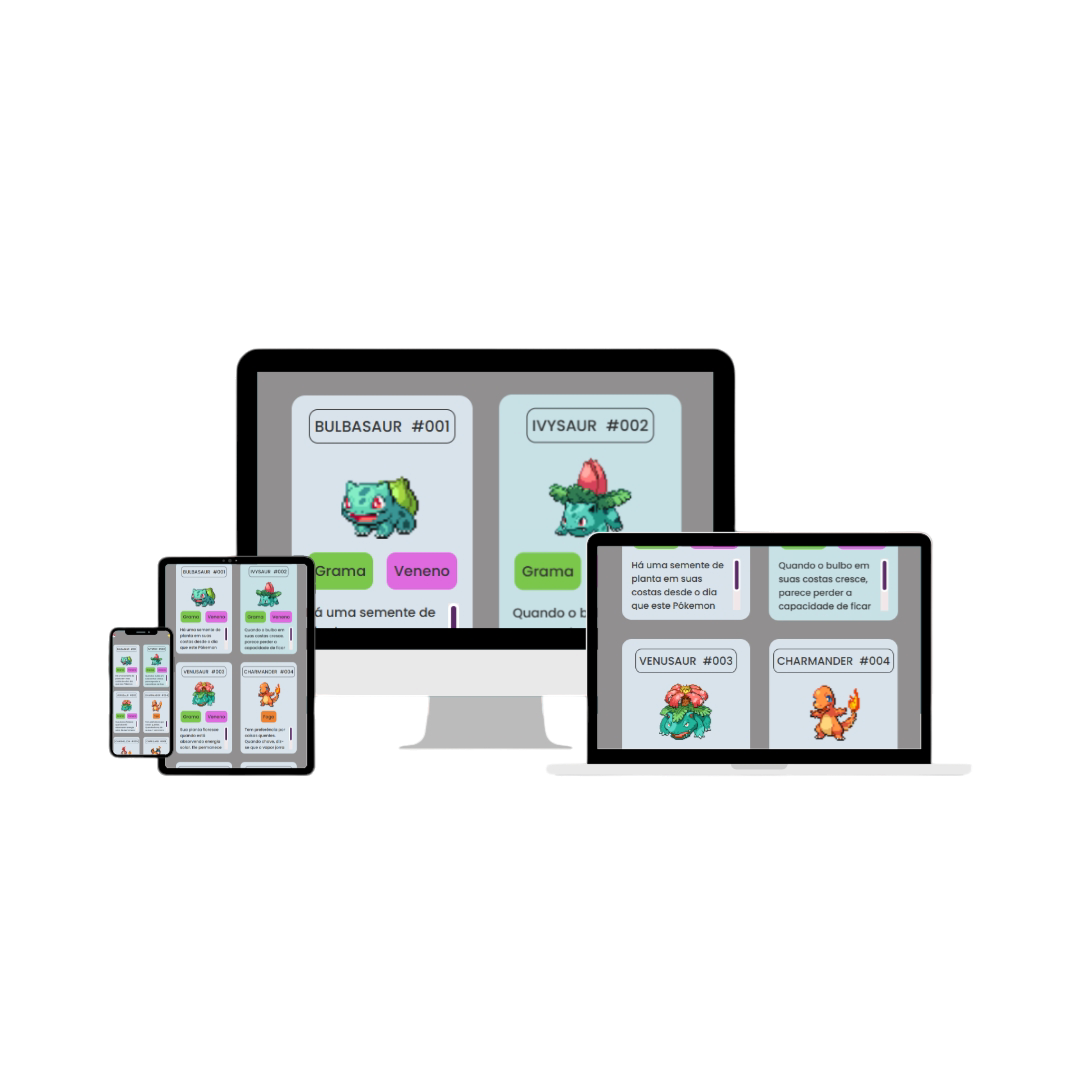 BULBASAUR #001
IVYSAUR #002
Grama
Veneno
Grama
á uma semente de
Quando o b
Há uma semente de
planta em suas
costas desde o dia
que este Pókemon
Quando o bulbo em
suas costas cresce,
parece perder a
capacidade de ficar
VENUSAUR #003
CHARMANDER #004
BULBASAUR #001
IVYSAUR #002
Grama
Veneno
Grama
Veneno
Há uma semente de
planta em suas
costas desde o dia
que este Pókemon
Quando o bulbo em
suas costas cresce,
parece perder a
capacidade de ficar
VENUSAUR #003
CHARMANDER #004
Grama
Veneno
Fogo
Sua planta floresce
quando está
absorvendo energia
solar. Ele permanece
Tem preferência por
coisas quentes.
Quando chove, diz-
se que o vapor jorra